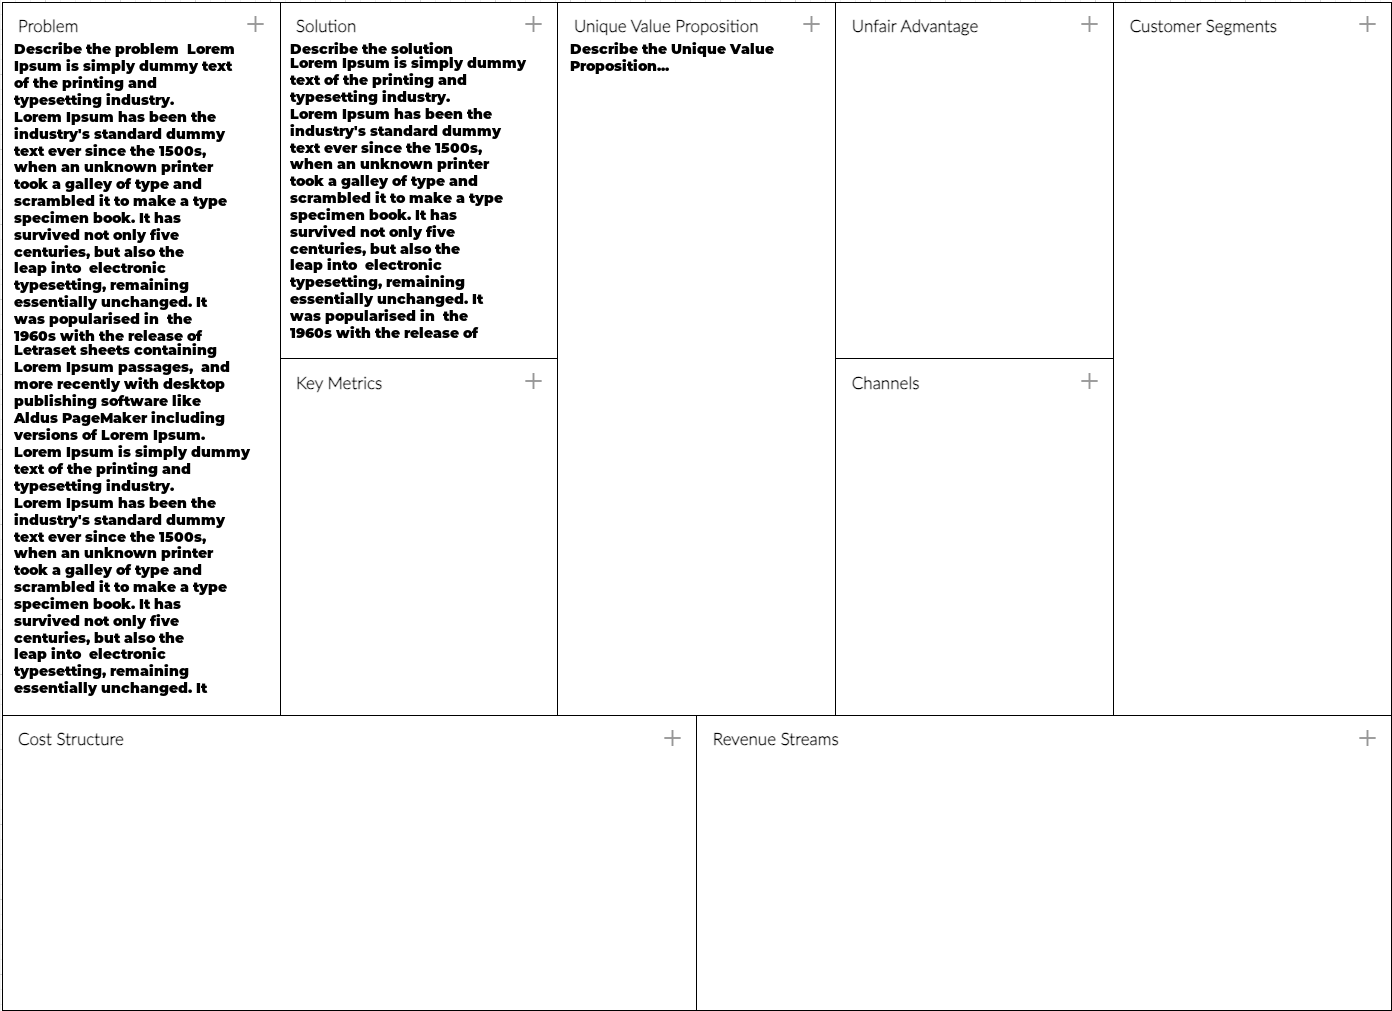 Problem
Describe the problem  Lorem
Ipsum is simply dummy text
of the printing and
typesetting industry.
Lorem Ipsum has been the
industry's standard dummy
text ever since the 1500s,
when an unknown printer
took a galley of type and
scrambled it to make a type
specimen book. It has
survived not only five
centuries, but also the
leap into  electronic
typesetting, remaining
essentially unchanged. It
was popularised in  the
1960s with the release of
Letraset sheets containing
Lorem Ipsum passages,  and
more recently with desktop
publishing software like
Aldus PageMaker including
versions of Lorem Ipsum.
Lorem Ipsum is simply dummy
text of the printing and
typesetting industry.
Lorem Ipsum has been the
industry's standard dummy
text ever since the 1500s,
when an unknown printer
took a galley of type and
scrambled it to make a type
specimen book. It has
survived not only five
centuries, but also the
leap into  electronic
typesetting, remaining
essentially unchanged. It
Solution
Describe the solution
Lorem Ipsum is simply dummy
text of the printing and
typesetting industry.
Lorem Ipsum has been the
industry's standard dummy
text ever since the 1500s,
when an unknown printer
took a galley of type and
scrambled it to make a type
specimen book. It has
survived not only five
centuries, but also the
leap into  electronic
typesetting, remaining
essentially unchanged. It
was popularised in  the
1960s with the release of
Key Metrics
Unique Value Proposition
Describe the Unique Value
Proposition...
Unfair Advantage
Channels
Customer Segments
Cost Structure
Revenue Streams